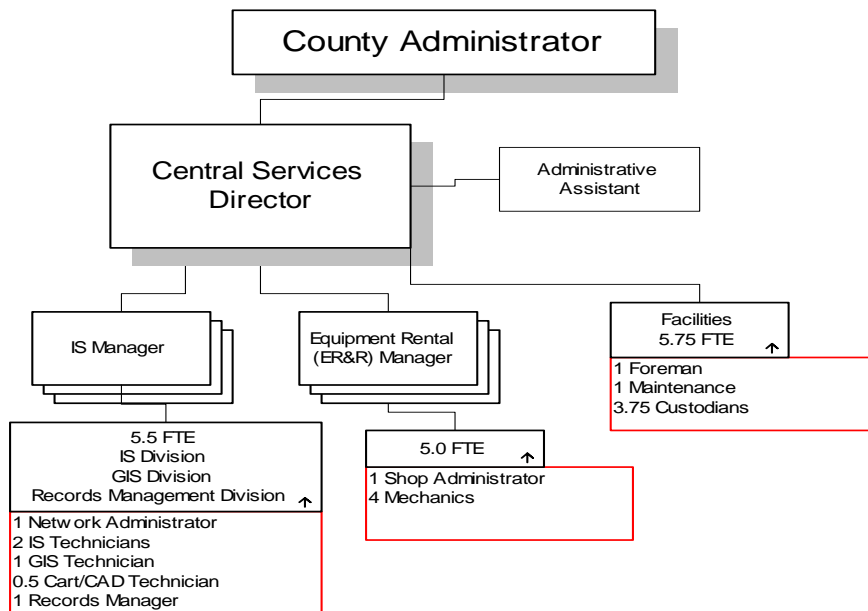 County Administrator
Central Services
Director
Administrative
Assistant
IS Manager
Equipment Rental
(ER&R) Manager
Facilities
5.75 FTE
1 Foreman
1 Maintenance
3.75 Custodians
5.5 FTE
IS Division
GIS Division
Records Management Division
1 Network Administrator
2 IS Technicians
1 GIS Technician
0.5 Cart/CAD Technician
1 Records Manager
5.0 FTE
1 Shop Administrator
4 Mechanics